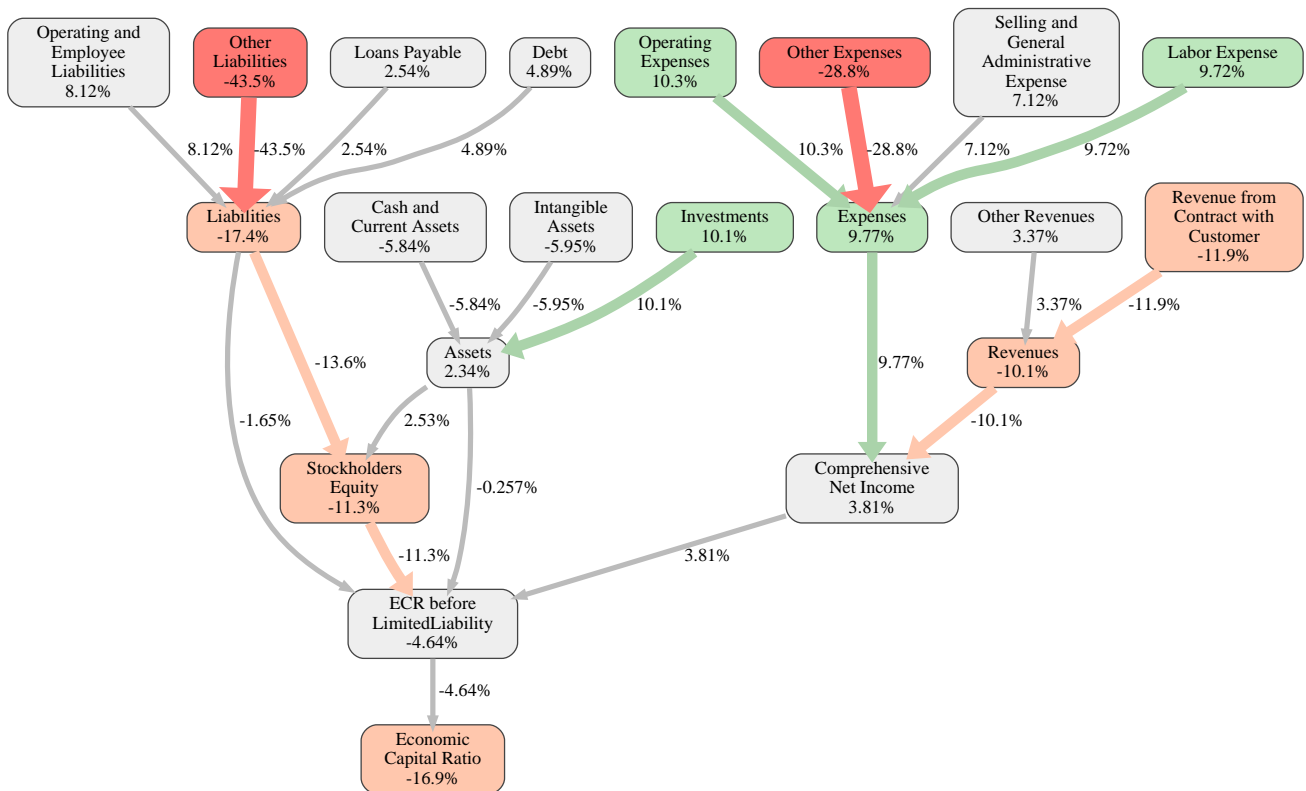 Operating and
Employee
Liabilities
8.12%
Other
Liabilities
-43.5%
Loans Payable
2.54%
Debt
4.89%
Operating
Expenses
10.3%
Other Expenses
-28.8%
Selling and
General
Administrative
Expense
7.12%
Labor Expense
9.72%
8.12%
-43.5%
2.54%
4.89%
10.3%
-28.8%
7.12%
9.72%
Liabilities
-17.4%
Cash and
Current Assets
-5.84%
Intangible
Assets
-5.95%
Investments
10.1%
Expenses
9.77%
Other Revenues
3.37%
Revenue from
Contract with
Customer
-11.9%
-5.84%
-5.95%
10.1%
3.37%
-11.9%
-13.6%
Assets
2.34%
9.77%
Revenues
-10.1%
-1.65%
2.53%
-10.1%
Stockholders
Equity
-11.3%
-0.257%
Comprehensive
Net Income
3.81%
-11.3%
3.81%
ECR before
LimitedLiability
-4.64%
-4.64%
Economic
Capital Ratio
-16.9%